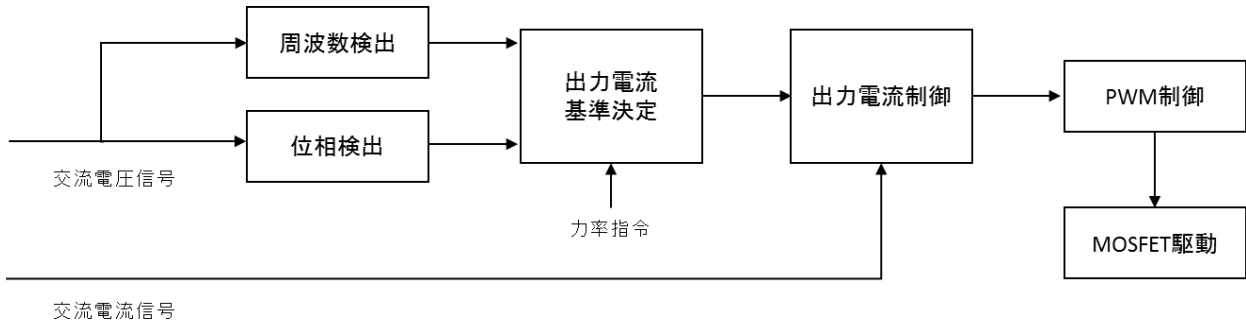 周波数検出
出力電流
基準決定
出力電流制御
PWM制御
位相検出
交流電圧信号
力率指令
MOSFET駆動
交流電流信号